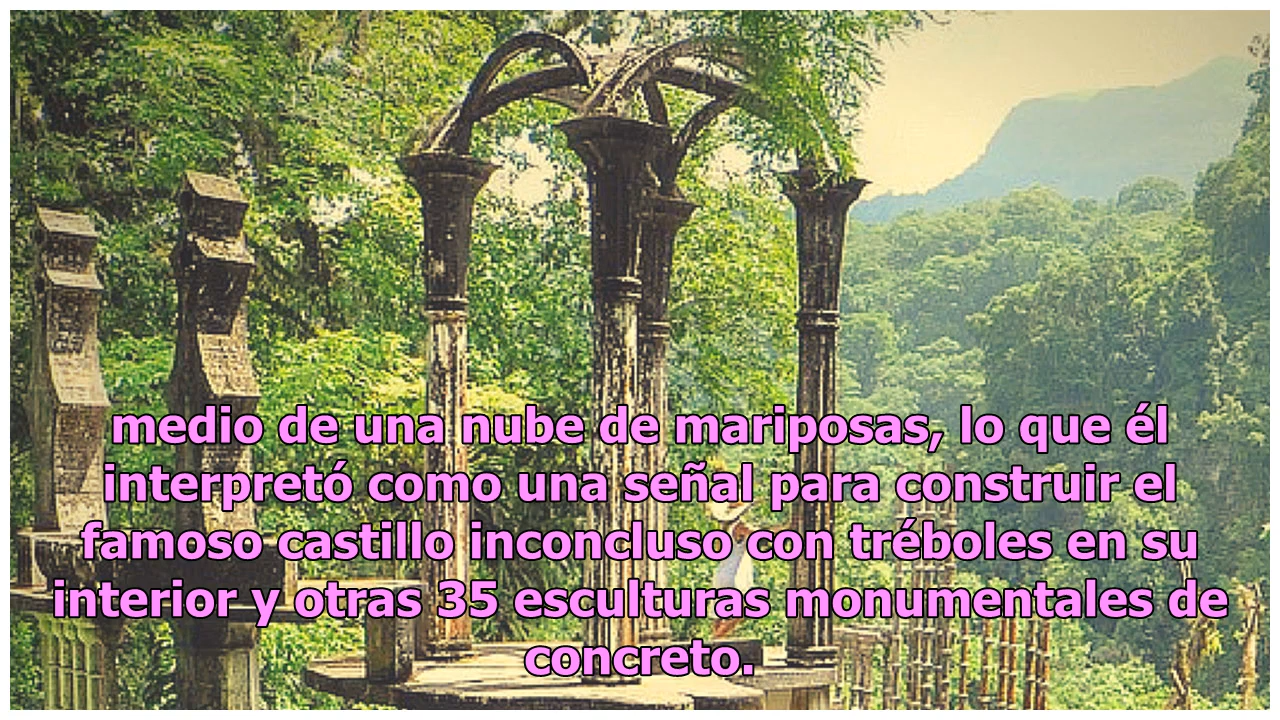 medio de una nube de mariposas, lo que él
interpretó como una señal para construir el
famoso castillo inconcluso con tréboles en su
interior y otras 35 esculturas monumentales de
concreto.